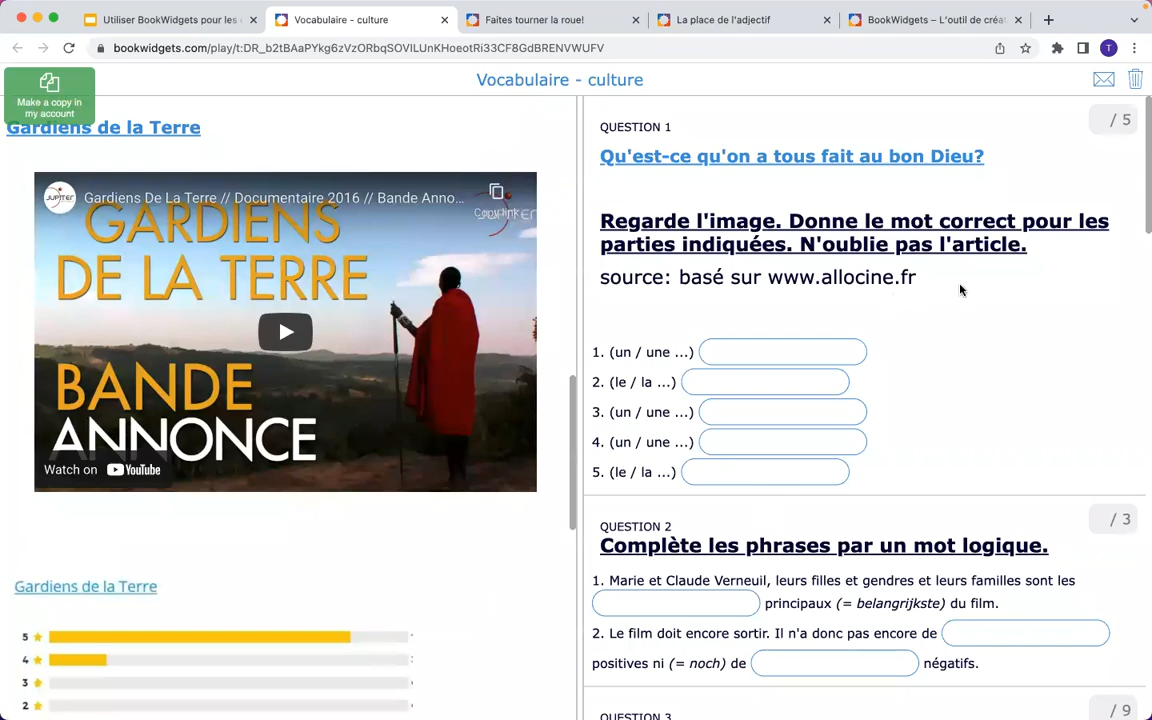 Utiliser BookWidgets pour les
Vocabulaire - culture
Faites tourner la roue!
La place de l'adjectif
BookWidgets – L'outil de créa
bookwidgets.com/play/t:DR_b2tBAaPYkg6zVzORbqSOVlLUnKHoeotRi33CF8GdBRENVWUFV
T
Make a copy in
my account
Vocabulaire - culture
Gardiens de la Terre
JUPITER
Gardiens De La Terre // Documentaire 2016 // Bande Anno...
Copy link
GARDIENS
DE LA TERRE
BANDE
ANNONCE
Watch on YouTube
Gardiens de la Terre
5
4
3
2
/ 5
QUESTION 1
Qu'est-ce qu'on a tous fait au bon Dieu?
Regarde l'image. Donne le mot correct pour les
parties indiquées. N'oublie pas l'article.
source: basé sur www.allocine.fr
1. (un / une ...)
2. (le / la ...)
3. (un / une ...)
4. (un / une ...)
5. (le / la ...)
/ 3
QUESTION 2
Complète les phrases par un mot logique.
1. Marie et Claude Verneuil, leurs filles et gendres et leurs familles sont les
principaux (= belangrijkste) du film.
2. Le film doit encore sortir. Il n'a donc pas encore de
positives ni (= noch) de négatifs.
/ 9
QUESTION 3